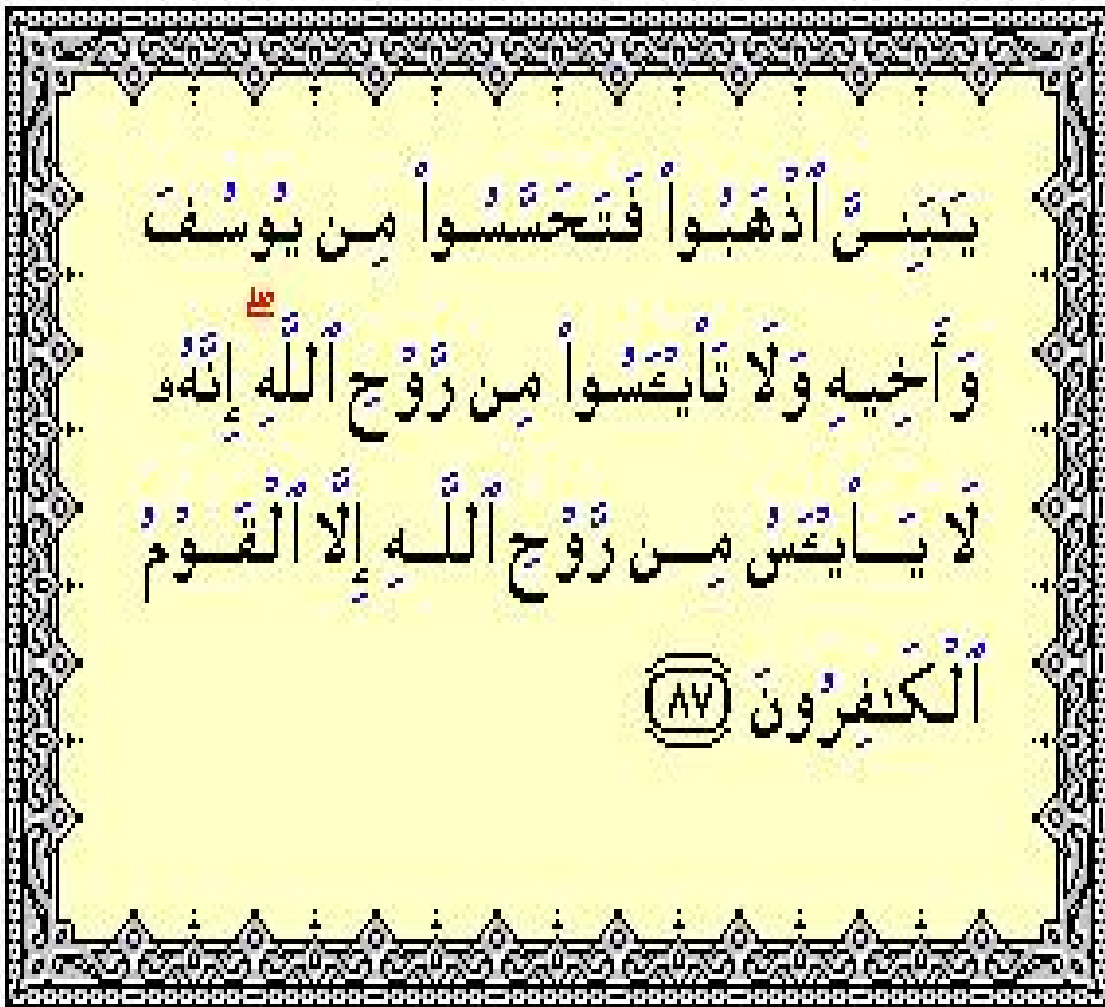 يَـٰبَنِىَّ ٱذْهَبُوا۟ فَتَحَسَّسُوا۟ مِن يُوسُفَ
وَأَخِيهِ وَلَا تَا۟يْـَٔسُوا۟ مِن رَّوْحِ ٱللَّهِ ۖ إِنَّهُۥ
لَا يَا۟يْـَٔسُ مِن رَّوْحِ ٱللَّهِ إِلَّا ٱلْقَوْمُ
ٱلْكَـٰفِرُونَ ٨٧